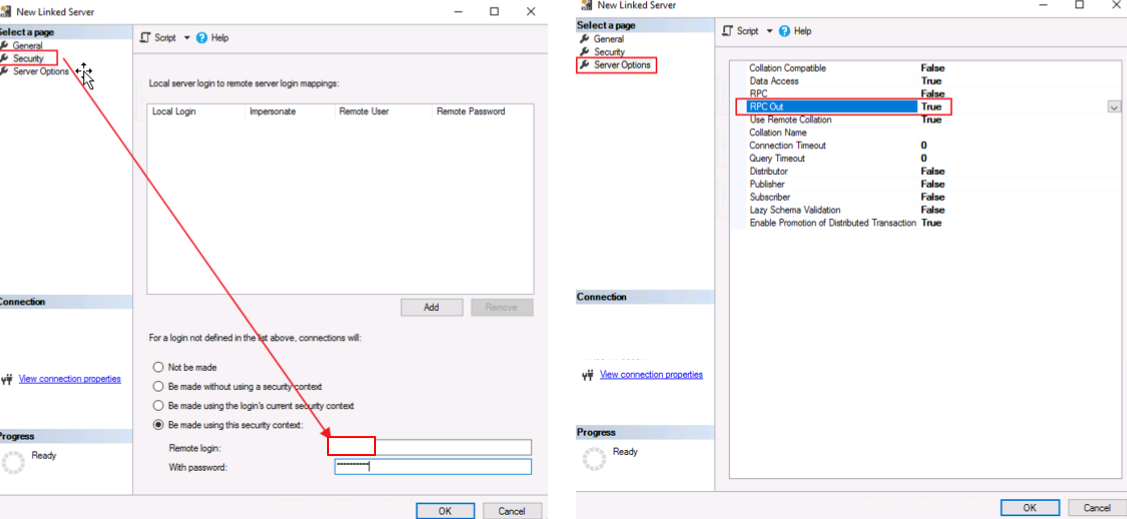 New Linked Server
Select a page
General
Security
Server Options
Script
Help
Local server login to remote server login mappings:
Local Login Impersonate Remote User Remote Password
Add Remove
For a login not defined in the list above, connections will:
Not be made
Be made without using a security context
Be made using the login's current security context
Be made using this security context:
Remote login:
With password: **********
Connection
View connection properties
Progress
Ready
OK Cancel
New Linked Server
Select a page
General
Security
Server Options
Script
Help
Collation Compatible False
Data Access True
RPC False
RPC Out True
Use Remote Collation True
Collation Name
Connection Timeout 0
Query Timeout 0
Distributor False
Publisher False
Subscriber False
Lazy Schema Validation False
Enable Promotion of Distributed Transaction True
Connection
View connection properties
Progress
Ready
OK Cancel